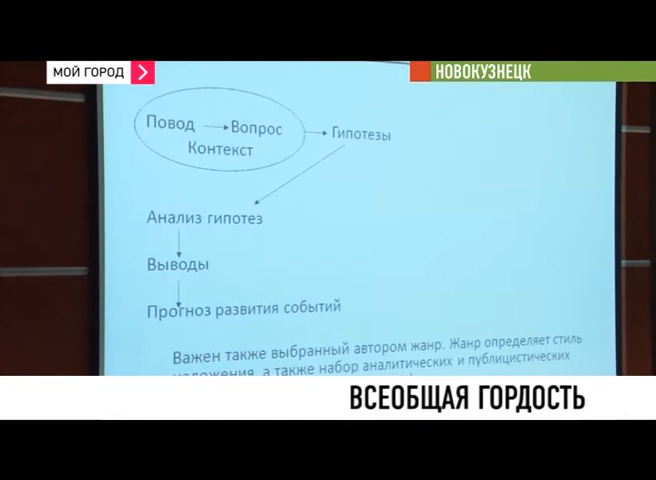 МОЙ ГОРОД
НОВОКУЗНЕЦК
Повод Вопрос Гипотезы
Контекст
Анализ гипотез
Выводы
Прогноз развития событий
Важен также выбранный автором жанр. Жанр определяет стиль
изложения, а также набор аналитических и публицистических
ВСЕОБЩАЯ ГОРДОСТЬ